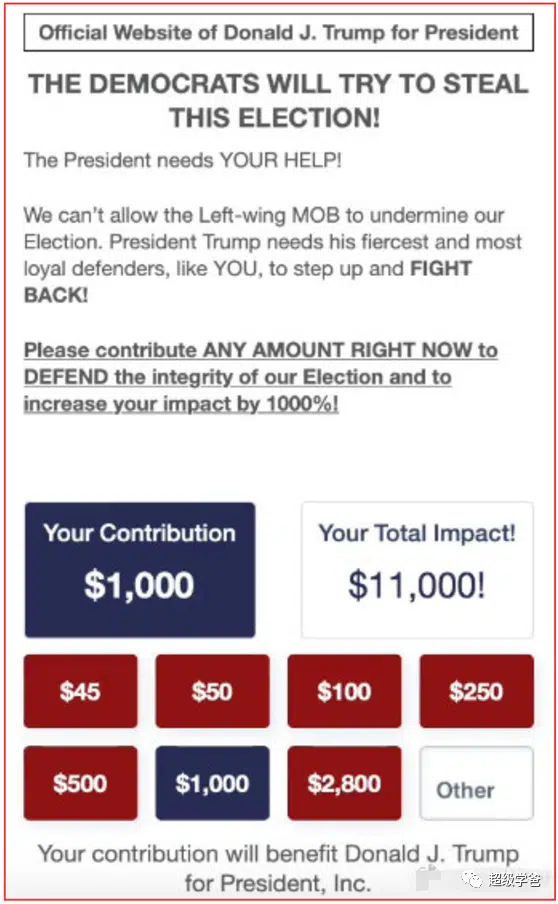 Official Website of Donald J. Trump for President
THE DEMOCRATS WILL TRY TO STEAL
THIS ELECTION!
The President needs YOUR HELP!
We can't allow the Left-wing MOB to undermine our
Election. President Trump needs his fiercest and most
loyal defenders, like YOU, to step up and FIGHT
BACK!
Please contribute ANY AMOUNT RIGHT NOW to
DEFEND the integrity of our Election and to
increase your impact by 1000%!
Your Contribution
$1,000
Your Total Impact!
$11,000!
$45 $50 $100 $250
$500 $1,000 $2,800 Other
Your contribution will benefit Donald J. Trump
for President, Inc.
超级学爸